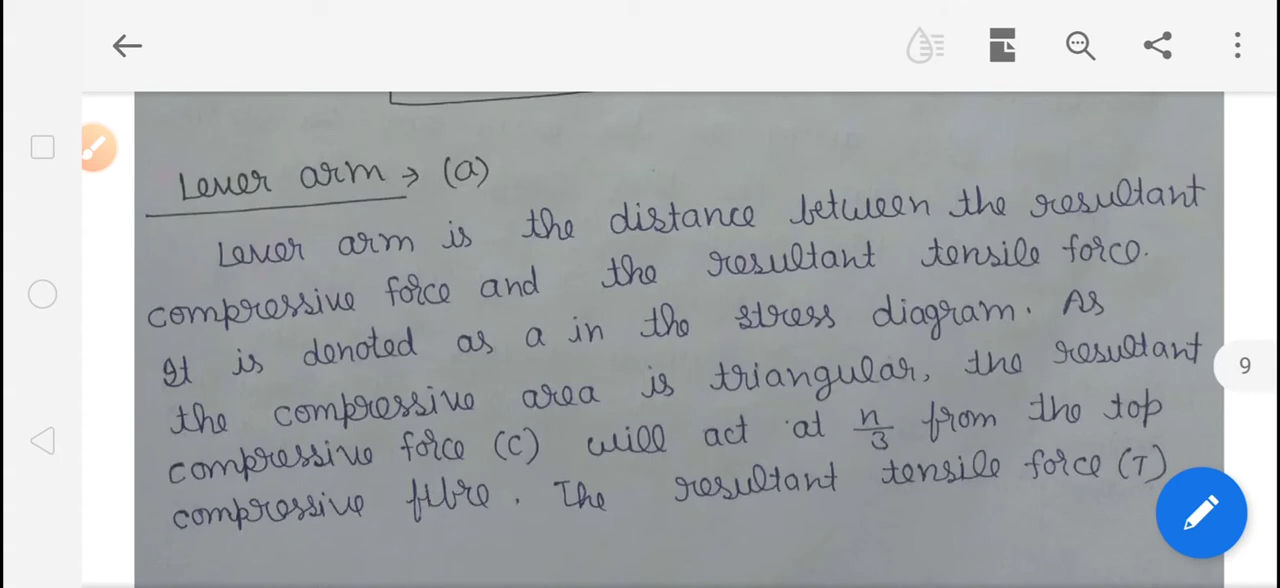 Lever arm → (a)
Lever arm is the distance between the resultant
compressive force and the resultant tensile force.
It is denoted as a in the stress diagram. As
the compressive area is triangular, the resultant
compressive force (C) will act at n/3 from the top
compressive fibre. The resultant tensile force (T)
9